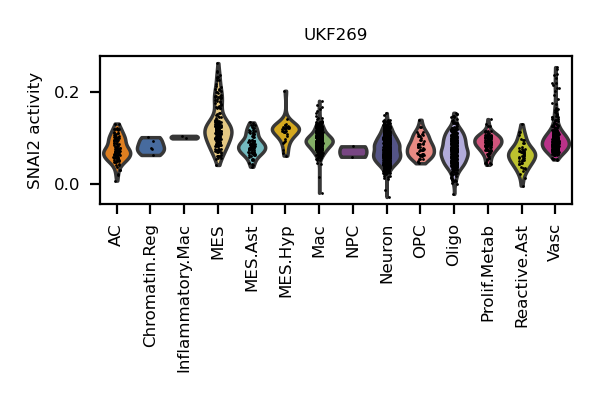 UKF269
SNAI2 activity
0.2
0.0
AC
Chromatin.Reg
Inflammatory.Mac
MES
MES.Ast
MES.Hyp
Mac
NPC
Neuron
OPC
Oligo
Prolif.Metab
Reactive.Ast
Vasc